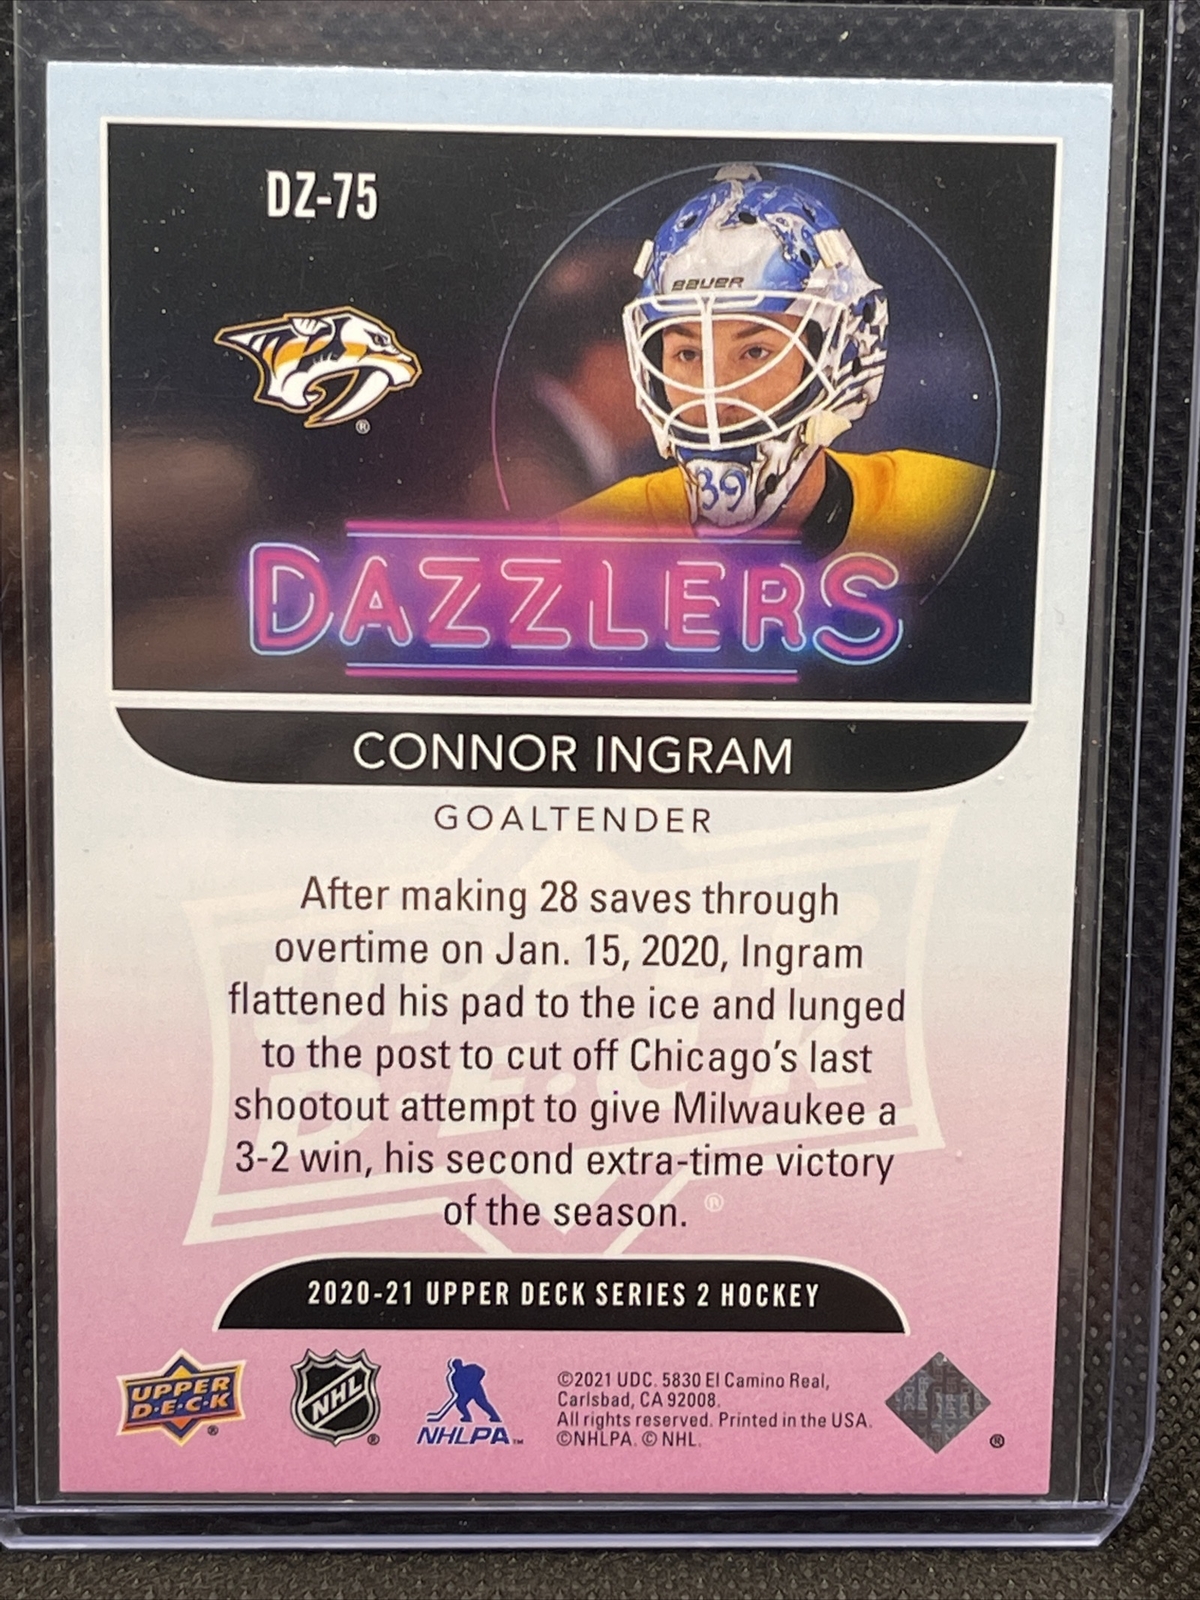 DZ-75
BAUER
®
39
DAZZLERS
CONNOR INGRAM
GOALTENDER
After making 28 saves through
overtime on Jan. 15, 2020, Ingram
flattened his pad to the ice and lunged
to the post to cut off Chicago's last
shootout attempt to give Milwaukee a
3-2 win, his second extra-time victory
of the season.
UPPER
DECK
®
2020-21 UPPER DECK SERIES 2 HOCKEY
UPPER
D·E·C·K
®
NHL
®
NHLPA™
©2021 UDC. 5830 El Camino Real,
Carlsbad, CA 92008.
All rights reserved. Printed in the USA.
©NHLPA. © NHL.
®